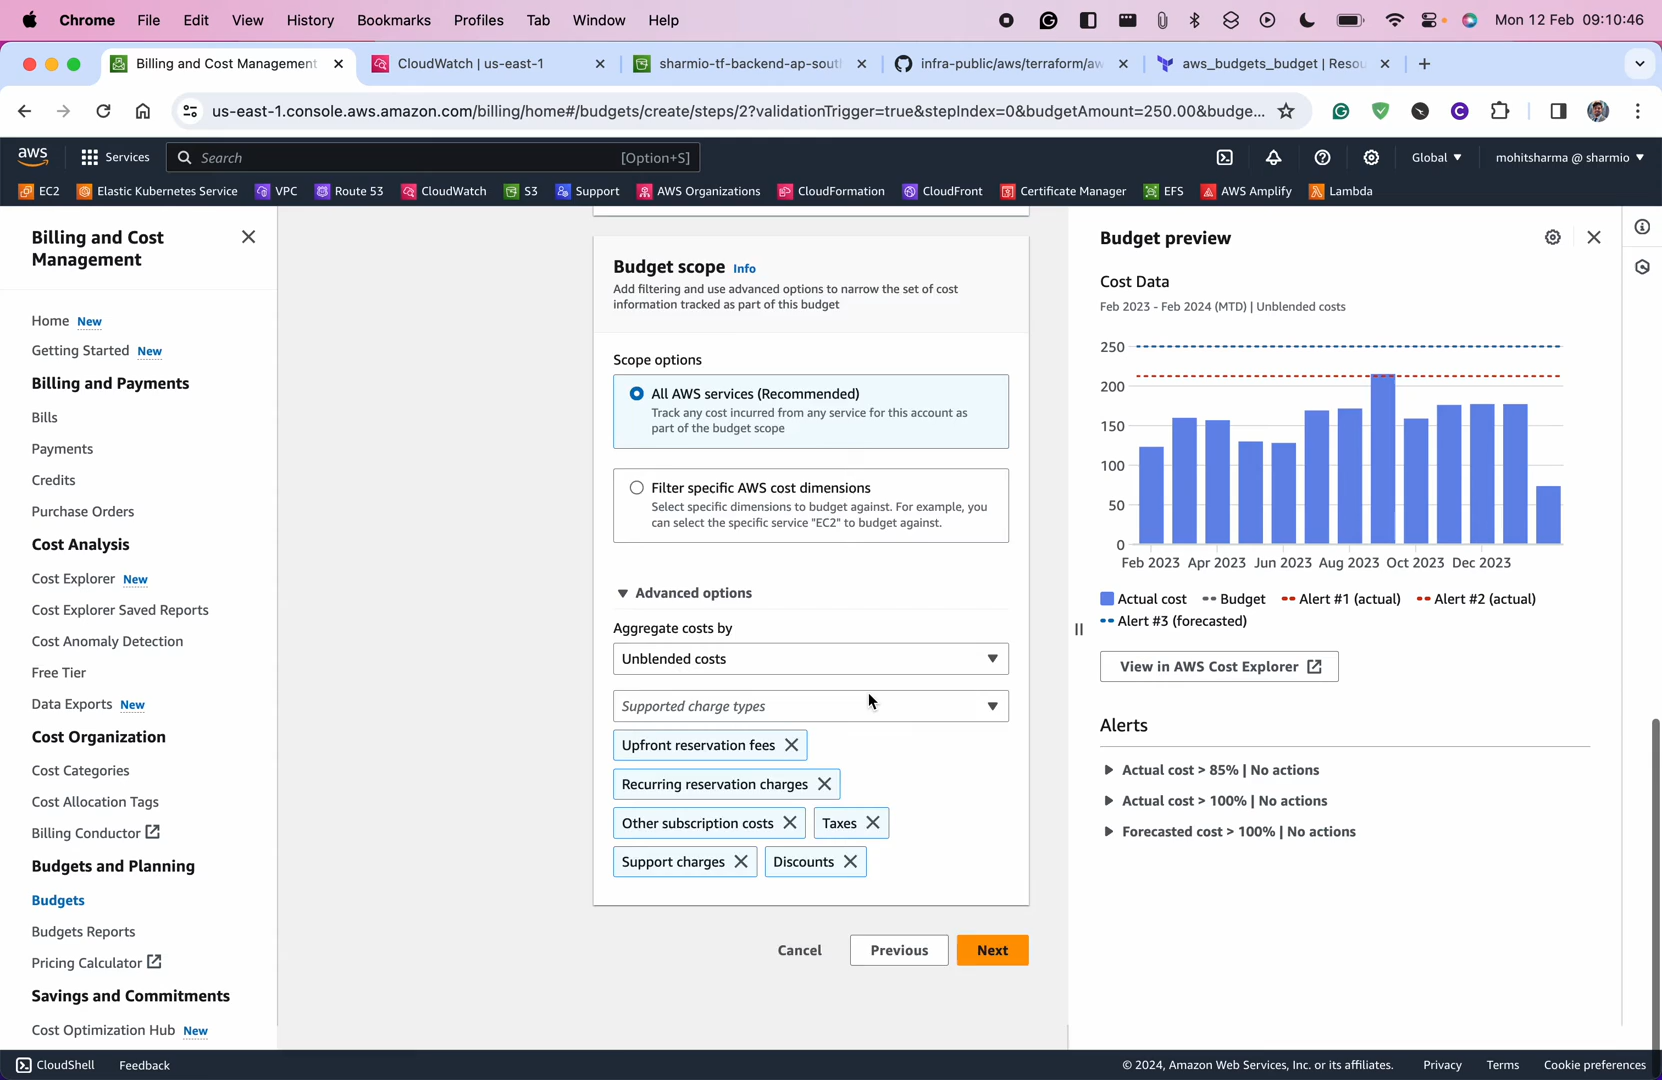 Chrome File Edit View History Bookmarks Profiles Tab Window Help Mon 12 Feb 09:10:46
Billing and Cost Management
CloudWatch | us-east-1
sharmio-tf-backend-ap-sout
infra-public/aws/terraform/aw
aws_budgets_budget | Resou
us-east-1.console.aws.amazon.com/billing/home#/budgets/create/steps/2?validationTrigger=true&stepIndex=0&budgetAmount=250.00&budge...
aws Services Search [Option+S] Global mohitsharma @ sharmio
EC2 Elastic Kubernetes Service VPC Route 53 CloudWatch S3 Support AWS Organizations CloudFormation CloudFront Certificate Manager EFS AWS Amplify Lambda
Billing and Cost
Management
Home New
Getting Started New
Billing and Payments
Bills
Payments
Credits
Purchase Orders
Cost Analysis
Cost Explorer New
Cost Explorer Saved Reports
Cost Anomaly Detection
Free Tier
Data Exports New
Cost Organization
Cost Categories
Cost Allocation Tags
Billing Conductor
Budgets and Planning
Budgets
Budgets Reports
Pricing Calculator
Savings and Commitments
Cost Optimization Hub New
Budget scope Info
Add filtering and use advanced options to narrow the set of cost
information tracked as part of this budget
Scope options
All AWS services (Recommended)
Track any cost incurred from any service for this account as
part of the budget scope
Filter specific AWS cost dimensions
Select specific dimensions to budget against. For example, you
can select the specific service "EC2" to budget against.
Advanced options
Aggregate costs by
Unblended costs
Supported charge types
Upfront reservation fees
Recurring reservation charges
Other subscription costs Taxes
Support charges Discounts
Cancel Previous Next
Budget preview
Cost Data
Feb 2023 - Feb 2024 (MTD) | Unblended costs
250
200
150
100
50
0
Feb 2023 Apr 2023 Jun 2023 Aug 2023 Oct 2023 Dec 2023
Actual cost Budget Alert #1 (actual) Alert #2 (actual)
Alert #3 (forecasted)
View in AWS Cost Explorer
Alerts
Actual cost > 85% | No actions
Actual cost > 100% | No actions
Forecasted cost > 100% | No actions
CloudShell Feedback © 2024, Amazon Web Services, Inc. or its affiliates. Privacy Terms Cookie preferences